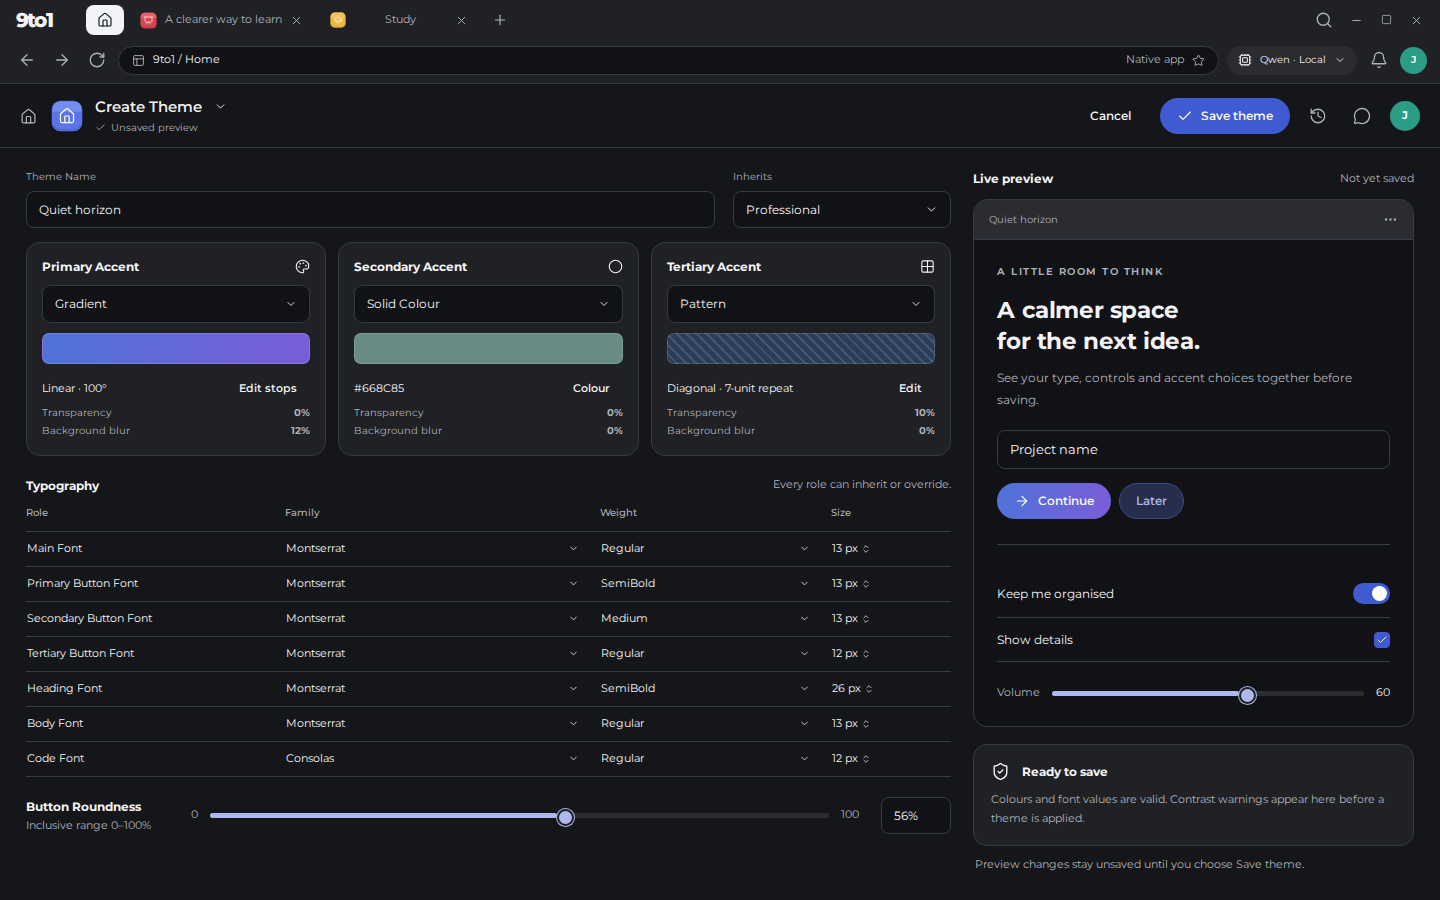 9to1
A clearer way to learn
Study
9to1 / Home
Native app
Qwen · Local
J
Create Theme
Unsaved preview
Cancel
Save theme
J
Theme Name
Inherits
Quiet horizon
Professional
Primary Accent
Gradient
Linear · 100°
Edit stops
Transparency 0%
Background blur 12%
Secondary Accent
Solid Colour
#668C85
Colour
Transparency 0%
Background blur 0%
Tertiary Accent
Pattern
Diagonal · 7-unit repeat
Edit
Transparency 10%
Background blur 0%
Typography
Every role can inherit or override.
Role Family Weight Size
Main Font Montserrat Regular 13 px
Primary Button Font Montserrat SemiBold 13 px
Secondary Button Font Montserrat Medium 13 px
Tertiary Button Font Montserrat Regular 12 px
Heading Font Montserrat SemiBold 26 px
Body Font Montserrat Regular 13 px
Code Font Consolas Regular 12 px
Button Roundness
Inclusive range 0–100%
0
100
56%
Live preview
Not yet saved
Quiet horizon
A LITTLE ROOM TO THINK
A calmer space
for the next idea.
See your type, controls and accent choices together before
saving.
Project name
Continue
Later
Keep me organised
Show details
Volume
60
Ready to save
Colours and font values are valid. Contrast warnings appear here before a
theme is applied.
Preview changes stay unsaved until you choose Save theme.